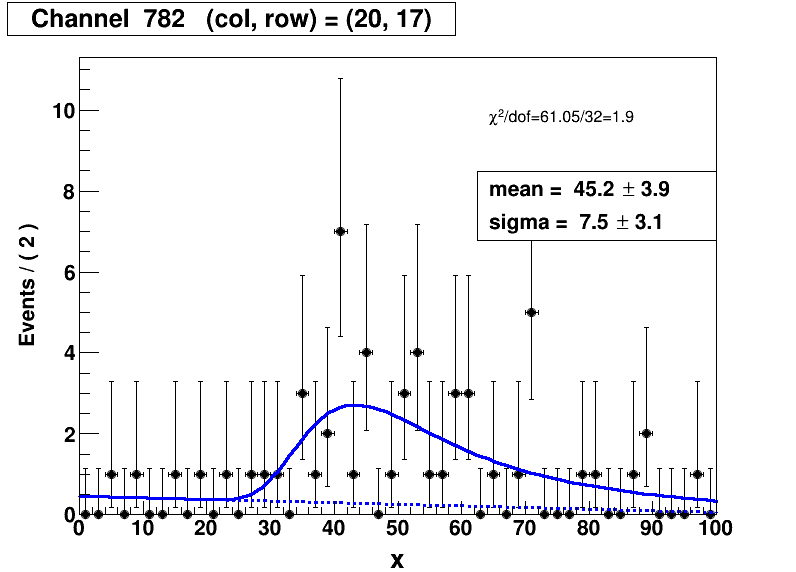 Channel 782 (col, row) = (20, 17)
χ²/dof=61.05/32=1.9
mean = 45.2 ± 3.9
sigma = 7.5 ± 3.1
Events / ( 2 )
10
8
6
4
2
0
0 10 20 30 40 50 60 70 80 90 100
x